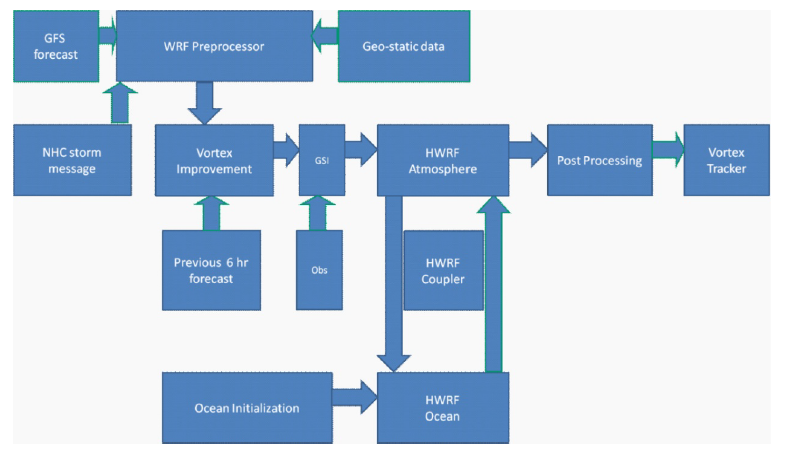 GFS
forecast
WRF Preprocessor
Geo-static data
NHC storm
message
Vortex
Improvement
GSI
HWRF
Atmosphere
Post Processing
Vortex
Tracker
Previous 6 hr
forecast
Obs
HWRF
Coupler
Ocean Initialization
HWRF
Ocean